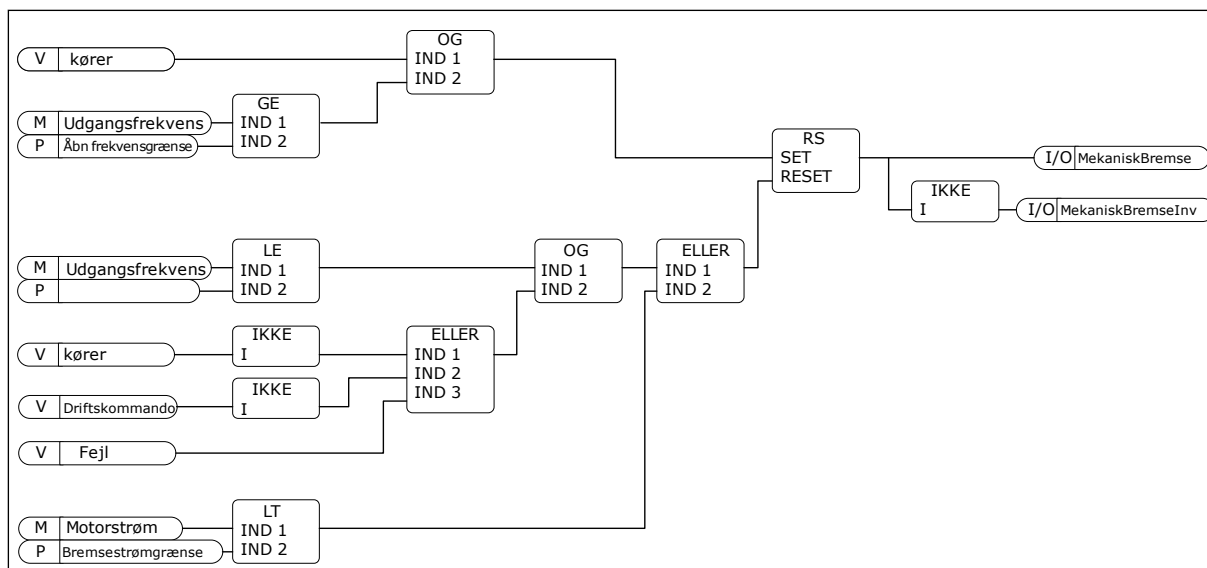 OG
V kører
IND 1
IND 2
GE
M Udgangsfrekvens
IND 1
P Åbn frekvensgrænse
IND 2
RS
SET
RESET
I/O MekaniskBremse
IKKE
I
I/O MekaniskBremseInv
LE
M Udgangsfrekvens
IND 1
P
IND 2
OG
IND 1
IND 2
ELLER
IND 1
IND 2
IKKE
V kører
I
ELLER
IND 1
IND 2
IND 3
IKKE
V Driftskommando
I
V Fejl
LT
M Motorstrøm
IND 1
P Bremsestrømgrænse
IND 2